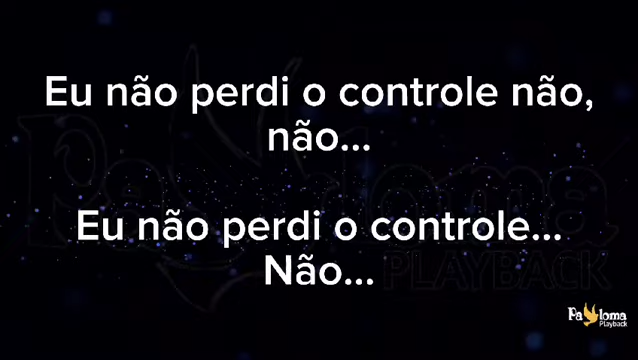 Eu não perdi o controle não,
não...
Eu não perdi o controle...
Não...
PLAYBACK
Paloma
Playback